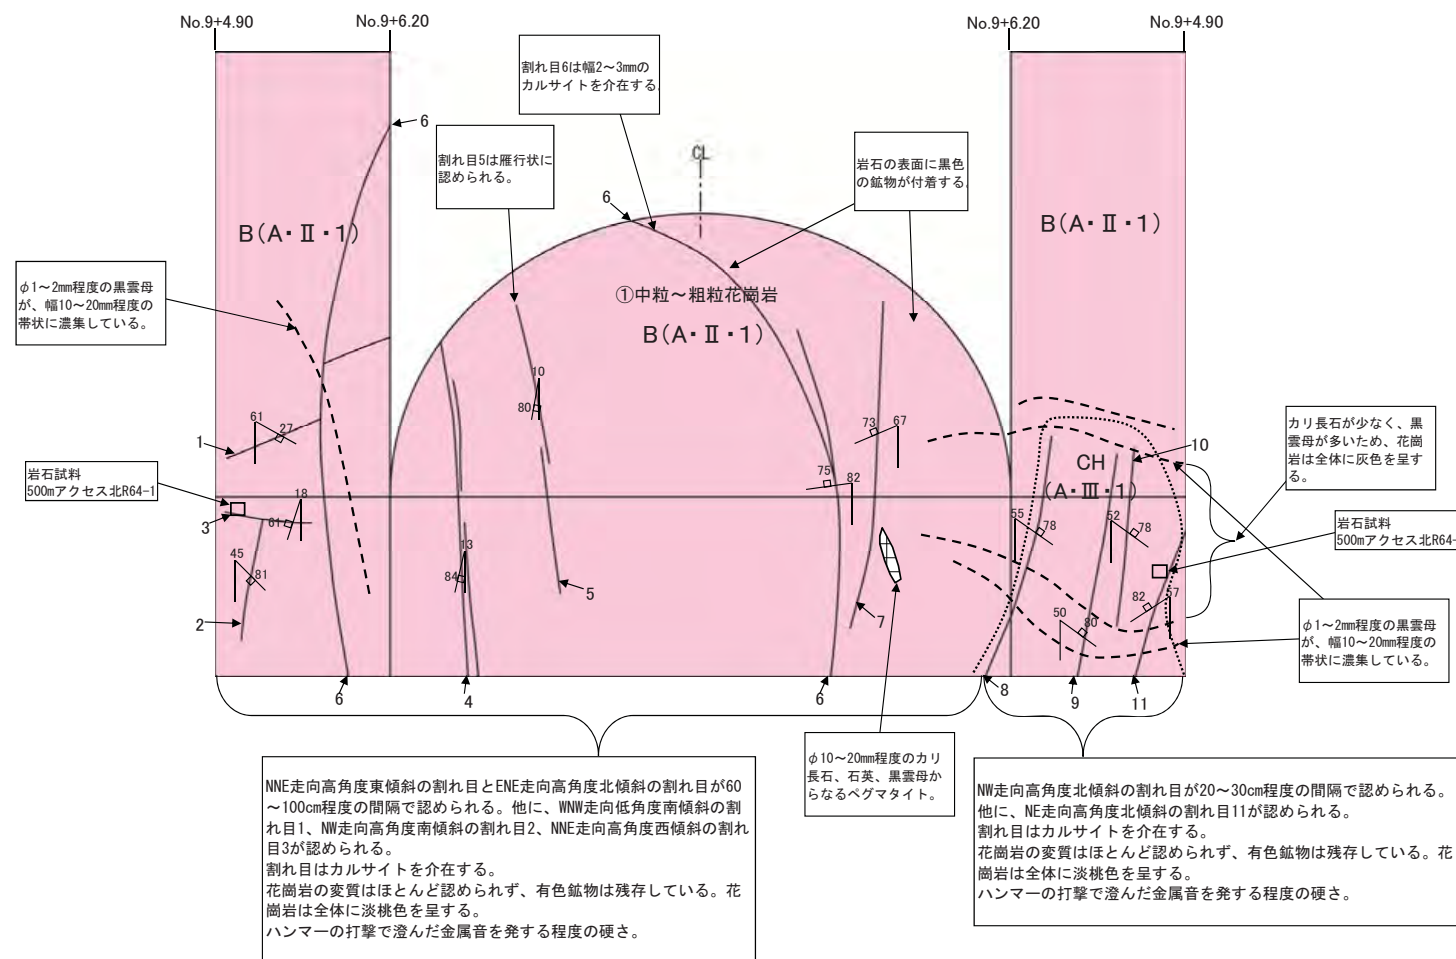 No.9+4.90
No.9+6.20
No.9+6.20
No.9+4.90
割れ目6は幅2～3mmの
カルサイトを介在する。
6
割れ目5は雁行状に
認められる。
CL
岩石の表面に黒色
の鉱物が付着する。
6
B(A・Ⅱ・1)
B(A・Ⅱ・1)
φ1～2mm程度の黒雲母
が、幅10～20mm程度の
帯状に濃集している。
①中粒～粗粒花崗岩
B(A・Ⅱ・1)
10
80
61
27
1
73
67
カリ長石が少なく、黒
雲母が多いため、花崗
岩は全体に灰色を呈す
る。
10
CH
(A・Ⅲ・1)
岩石試料
500mアクセス北R64-1
75
82
18
3
61
55
78
52
78
岩石試料
500mアクセス北R64-
45
81
13
84
5
2
7
82
57
50
80
φ1～2mm程度の黒雲母
が、幅10～20mm程度の
帯状に濃集している。
6
4
6
8
9
11
φ10～20mm程度のカリ
長石、石英、黒雲母か
らなるペグマタイト。
NNE走向高角度東傾斜の割れ目とENE走向高角度北傾斜の割れ目が60
～100cm程度の間隔で認められる。他に、WNW走向低角度南傾斜の割
れ目1、NW走向高角度南傾斜の割れ目2、NNE走向高角度西傾斜の割れ
目3が認められる。
割れ目はカルサイトを介在する。
花崗岩の変質はほとんど認められず、有色鉱物は残存している。花
崗岩は全体に淡桃色を呈する。
ハンマーの打撃で澄んだ金属音を発する程度の硬さ。
NW走向高角度北傾斜の割れ目が20～30cm程度の間隔で認められる。
他に、NE走向高角度北傾斜の割れ目11が認められる。
割れ目はカルサイトを介在する。
花崗岩の変質はほとんど認められず、有色鉱物は残存している。花
崗岩は全体に淡桃色を呈する。
ハンマーの打撃で澄んだ金属音を発する程度の硬さ。